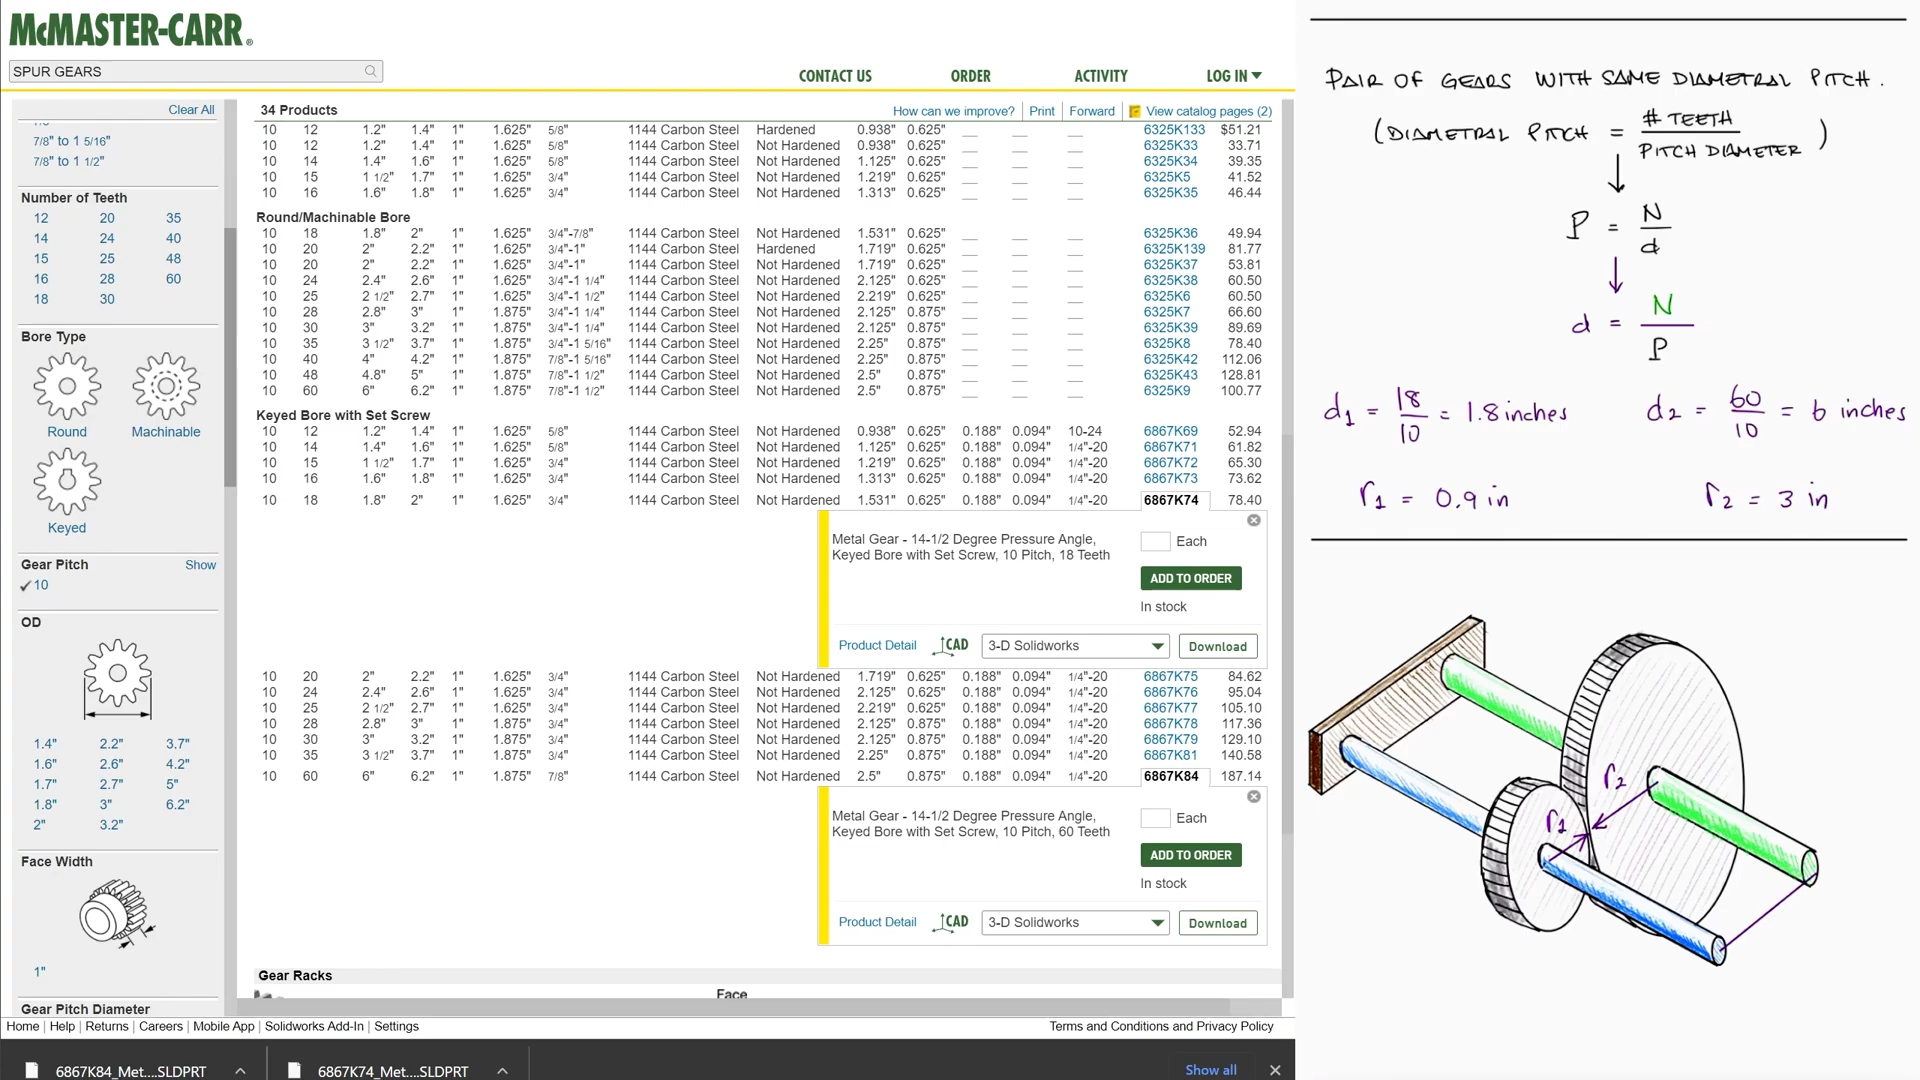 McMASTER-CARR®
SPUR GEARS
CONTACT US
ORDER
ACTIVITY
LOG IN
Clear All
7/8" to 1 5/16"
7/8" to 1 1/2"
Number of Teeth
12 20 35
14 24 40
15 25 48
16 28 60
18 30
Bore Type
Round
Machinable
Keyed
Gear Pitch Show
10
OD
1.4" 2.2" 3.7"
1.6" 2.6" 4.2"
1.7" 2.7" 5"
1.8" 3" 6.2"
2" 3.2"
Face Width
1"
Gear Pitch Diameter
34 Products How can we improve? Print Forward View catalog pages (2)
10 12 1.2" 1.4" 1" 1.625" 5/8" 1144 Carbon Steel Hardened 0.938" 0.625" __ __ __ 6325K133 $51.21
10 12 1.2" 1.4" 1" 1.625" 5/8" 1144 Carbon Steel Not Hardened 0.938" 0.625" __ __ __ 6325K33 33.71
10 14 1.4" 1.6" 1" 1.625" 5/8" 1144 Carbon Steel Not Hardened 1.125" 0.625" __ __ __ 6325K34 39.35
10 15 1 1/2" 1.7" 1" 1.625" 3/4" 1144 Carbon Steel Not Hardened 1.219" 0.625" __ __ __ 6325K5 41.52
10 16 1.6" 1.8" 1" 1.625" 3/4" 1144 Carbon Steel Not Hardened 1.313" 0.625" __ __ __ 6325K35 46.44
Round/Machinable Bore
10 18 1.8" 2" 1" 1.625" 3/4"-7/8" 1144 Carbon Steel Not Hardened 1.531" 0.625" __ __ __ 6325K36 49.94
10 20 2" 2.2" 1" 1.625" 3/4"-1" 1144 Carbon Steel Hardened 1.719" 0.625" __ __ __ 6325K139 81.77
10 20 2" 2.2" 1" 1.625" 3/4"-1" 1144 Carbon Steel Not Hardened 1.719" 0.625" __ __ __ 6325K37 53.81
10 24 2.4" 2.6" 1" 1.625" 3/4"-1 1/4" 1144 Carbon Steel Not Hardened 2.125" 0.625" __ __ __ 6325K38 60.50
10 25 2 1/2" 2.7" 1" 1.625" 3/4"-1 1/2" 1144 Carbon Steel Not Hardened 2.219" 0.625" __ __ __ 6325K6 60.50
10 28 2.8" 3" 1" 1.875" 3/4"-1 1/4" 1144 Carbon Steel Not Hardened 2.125" 0.875" __ __ __ 6325K7 66.60
10 30 3" 3.2" 1" 1.875" 3/4"-1 1/4" 1144 Carbon Steel Not Hardened 2.125" 0.875" __ __ __ 6325K39 89.69
10 35 3 1/2" 3.7" 1" 1.875" 3/4"-1 5/16" 1144 Carbon Steel Not Hardened 2.25" 0.875" __ __ __ 6325K8 78.40
10 40 4" 4.2" 1" 1.875" 7/8"-1 5/16" 1144 Carbon Steel Not Hardened 2.25" 0.875" __ __ __ 6325K42 112.06
10 48 4.8" 5" 1" 1.875" 7/8"-1 1/2" 1144 Carbon Steel Not Hardened 2.5" 0.875" __ __ __ 6325K43 128.81
10 60 6" 6.2" 1" 1.875" 7/8"-1 1/2" 1144 Carbon Steel Not Hardened 2.5" 0.875" __ __ __ 6325K9 100.77
Keyed Bore with Set Screw
10 12 1.2" 1.4" 1" 1.625" 5/8" 1144 Carbon Steel Not Hardened 0.938" 0.625" 0.188" 0.094" 10-24 6867K69 52.94
10 14 1.4" 1.6" 1" 1.625" 5/8" 1144 Carbon Steel Not Hardened 1.125" 0.625" 0.188" 0.094" 1/4"-20 6867K71 61.82
10 15 1 1/2" 1.7" 1" 1.625" 3/4" 1144 Carbon Steel Not Hardened 1.219" 0.625" 0.188" 0.094" 1/4"-20 6867K72 65.30
10 16 1.6" 1.8" 1" 1.625" 3/4" 1144 Carbon Steel Not Hardened 1.313" 0.625" 0.188" 0.094" 1/4"-20 6867K73 73.62
10 18 1.8" 2" 1" 1.625" 3/4" 1144 Carbon Steel Not Hardened 1.531" 0.625" 0.188" 0.094" 1/4"-20 6867K74 78.40
Metal Gear - 14-1/2 Degree Pressure Angle,
Keyed Bore with Set Screw, 10 Pitch, 18 Teeth
Each
ADD TO ORDER
In stock
Product Detail CAD 3-D Solidworks Download
10 20 2" 2.2" 1" 1.625" 3/4" 1144 Carbon Steel Not Hardened 1.719" 0.625" 0.188" 0.094" 1/4"-20 6867K75 84.62
10 24 2.4" 2.6" 1" 1.625" 3/4" 1144 Carbon Steel Not Hardened 2.125" 0.625" 0.188" 0.094" 1/4"-20 6867K76 95.04
10 25 2 1/2" 2.7" 1" 1.625" 3/4" 1144 Carbon Steel Not Hardened 2.219" 0.625" 0.188" 0.094" 1/4"-20 6867K77 105.10
10 28 2.8" 3" 1" 1.875" 3/4" 1144 Carbon Steel Not Hardened 2.125" 0.875" 0.188" 0.094" 1/4"-20 6867K78 117.36
10 30 3" 3.2" 1" 1.875" 3/4" 1144 Carbon Steel Not Hardened 2.125" 0.875" 0.188" 0.094" 1/4"-20 6867K79 129.10
10 35 3 1/2" 3.7" 1" 1.875" 3/4" 1144 Carbon Steel Not Hardened 2.25" 0.875" 0.188" 0.094" 1/4"-20 6867K81 140.58
10 60 6" 6.2" 1" 1.875" 7/8" 1144 Carbon Steel Not Hardened 2.5" 0.875" 0.188" 0.094" 1/4"-20 6867K84 187.14
Metal Gear - 14-1/2 Degree Pressure Angle,
Keyed Bore with Set Screw, 10 Pitch, 60 Teeth
Each
ADD TO ORDER
In stock
Product Detail CAD 3-D Solidworks Download
Gear Racks
Face
Home | Help | Returns | Careers | Mobile App | Solidworks Add-In | Settings
Terms and Conditions and Privacy Policy
6867K84_Met....SLDPRT
6867K74_Met....SLDPRT
Show all
PAIR OF GEARS WITH SAME DIAMETRAL PITCH.
(DIAMETRAL PITCH = # TEETH / PITCH DIAMETER)
P = N / d
d = N / P
d1 = 18/10 = 1.8 inches
d2 = 60/10 = 6 inches
r1 = 0.9 in
r2 = 3 in
r2
r1